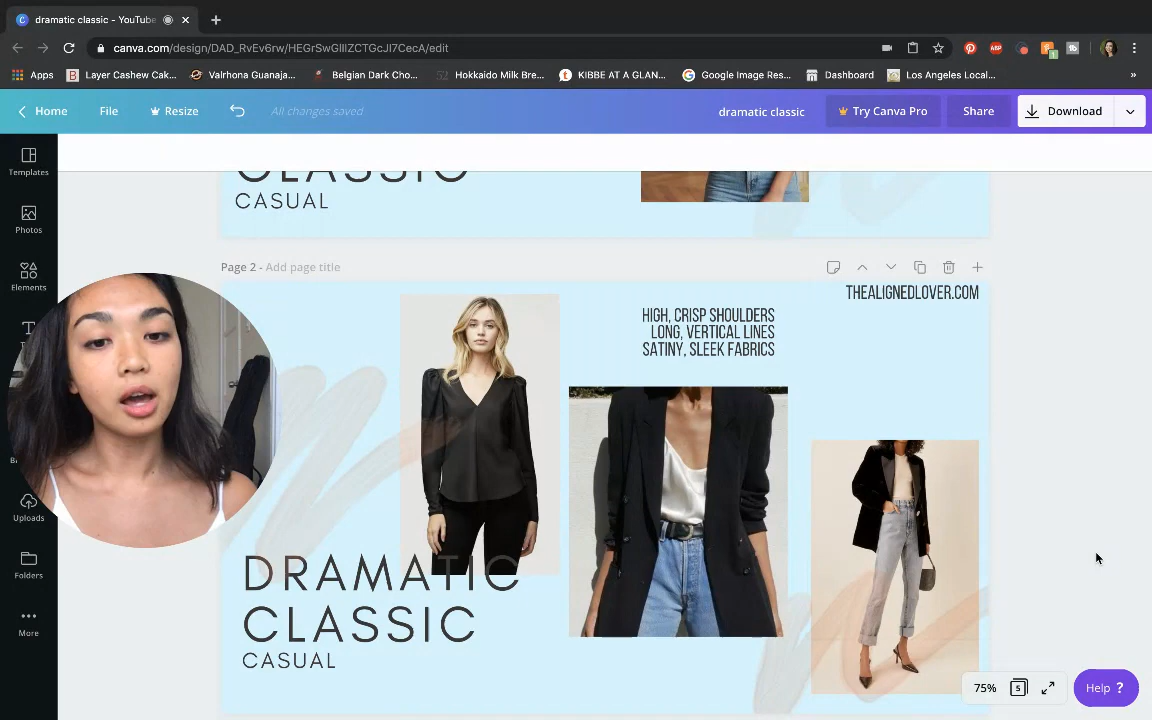 dramatic classic - YouTube
canva.com/design/DAD_RvEv6rw/HEGrSwGIlIZCTGcJI7CecA/edit
Apps
Layer Cashew Cak...
Valrhona Guanaja...
Belgian Dark Cho...
Hokkaido Milk Bre...
KIBBE AT A GLAN...
Google Image Res...
Dashboard
Los Angeles Local...
»
Home
File
Resize
All changes saved
dramatic classic
Try Canva Pro
Share
Download
Templates
Photos
Elements
Uploads
Folders
More
CLASSIC
CASUAL
Page 2 - Add page title
THEALIGNEDLOVER.COM
HIGH, CRISP SHOULDERS
LONG, VERTICAL LINES
SATINY, SLEEK FABRICS
DRAMATIC
CLASSIC
CASUAL
75%
5
Help ?